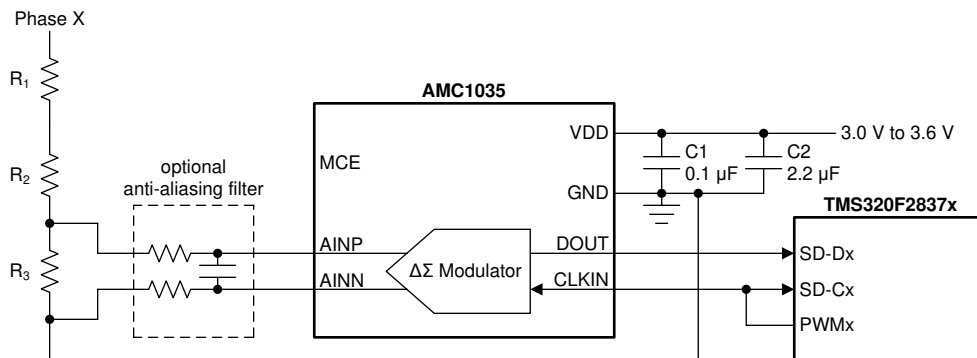 Phase X
R1
R2
R3
optional
anti-aliasing filter
AMC1035
MCE
AINP
AINN
ΔΣ Modulator
VDD
GND
DOUT
CLKIN
C1
0.1 µF
C2
2.2 µF
3.0 V to 3.6 V
TMS320F2837x
SD-Dx
SD-Cx
PWMx